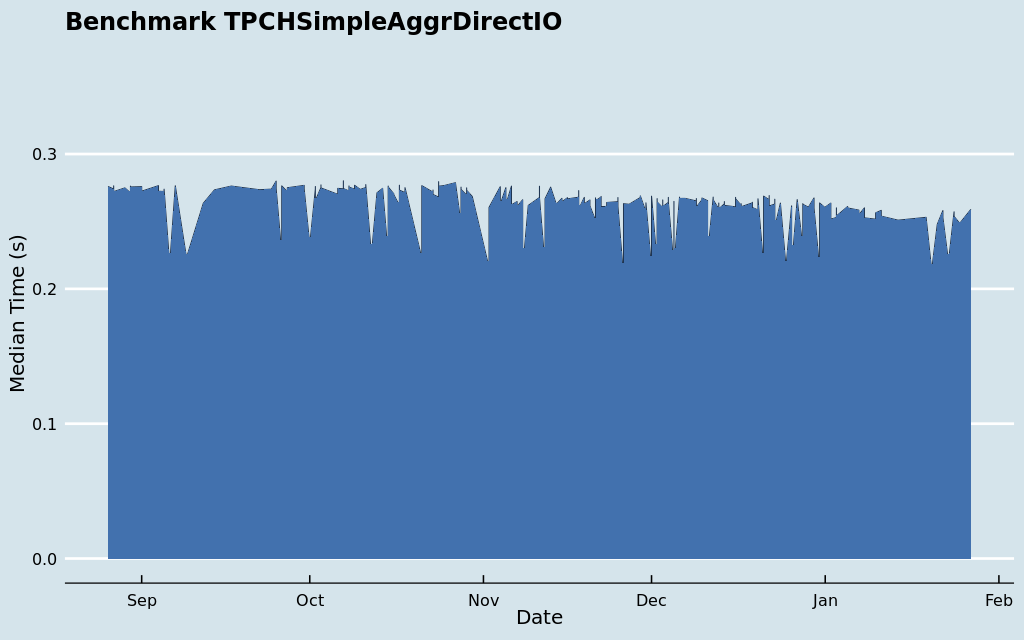 Benchmark TPCHSimpleAggrDirectIO
Median Time (s)
0.3
0.2
0.1
0.0
Sep Oct Nov Dec Jan Feb
Date